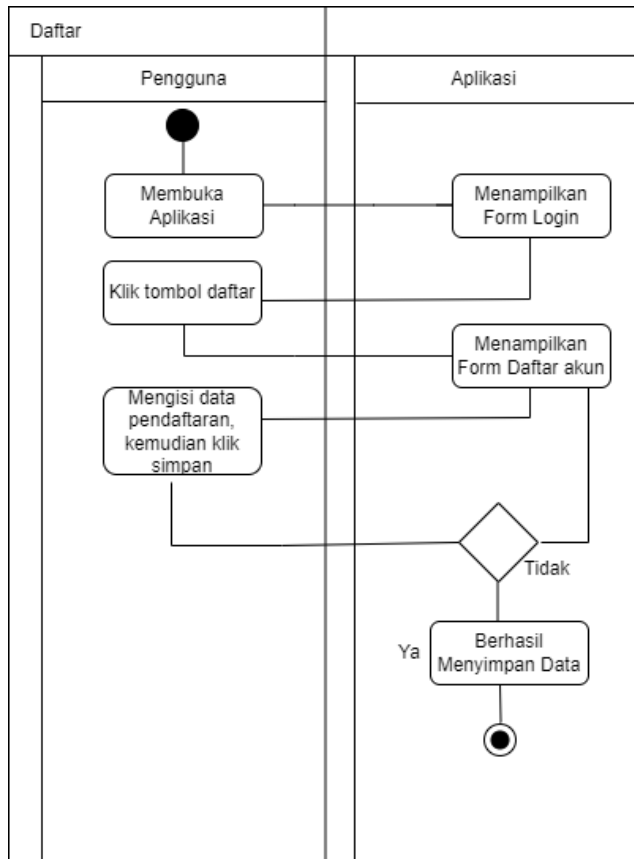 Daftar
Pengguna
Aplikasi
Membuka
Aplikasi
Menampilkan
Form Login
Klik tombol daftar
Menampilkan
Form Daftar akun
Mengisi data
pendaftaran,
kemudian klik
simpan
Tidak
Ya
Berhasil
Menyimpan Data